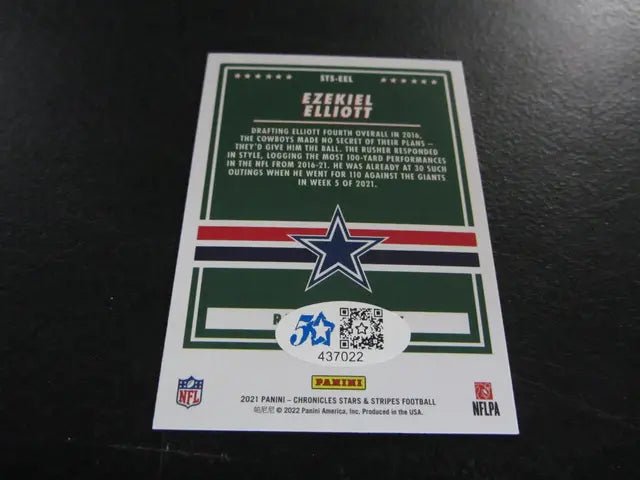 STS-EEL
EZEKIEL
ELLIOTT
DRAFTING ELLIOTT FOURTH OVERALL IN 2016,
THE COWBOYS MADE NO SECRET OF THEIR PLANS –
THEY'D GIVE HIM THE BALL. THE RUSHER RESPONDED
IN STYLE, LOGGING THE MOST 100-YARD PERFORMANCES
IN THE NFL FROM 2016-21. HE WAS ALREADY AT 30 SUCH
OUTINGS WHEN HE WENT FOR 110 AGAINST THE GIANTS
IN WEEK 5 OF 2021.
50
437022
PANINI
NFL
2021 PANINI – CHRONICLES STARS & STRIPES FOOTBALL
帕尼尼 © 2022 Panini America, Inc. Produced in the USA.
NFLPA